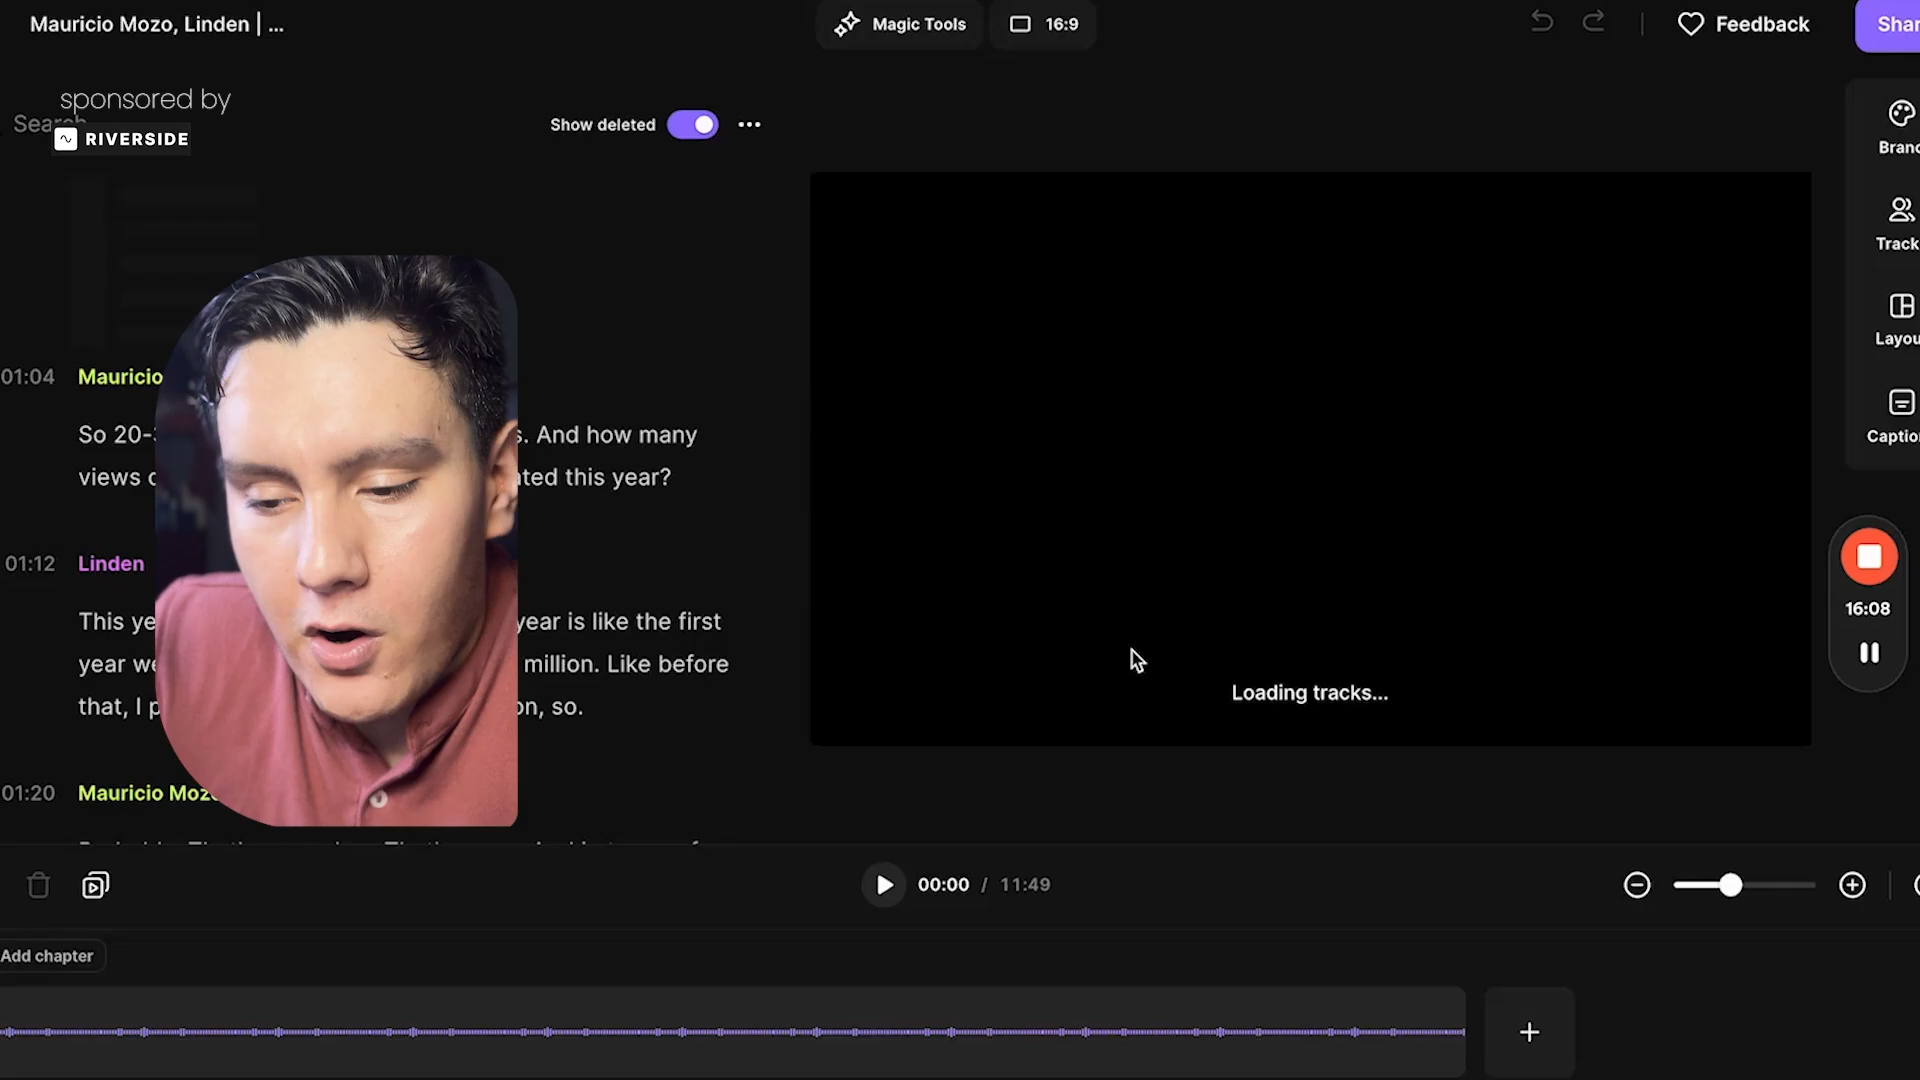 Mauricio Mozo, Linden | ...
Magic Tools
16:9
Feedback
Shar
sponsored by
RIVERSIDE
Show deleted
Bran
Track
Layou
Captio
01:04 Mauricio
So 20- s. And how many
views ated this year?
01:12 Linden
This ye year is like the first
year we million. Like before
that, I p on, so.
01:20 Mauricio Moz
Loading tracks...
16:08
00:00 / 11:49
Add chapter